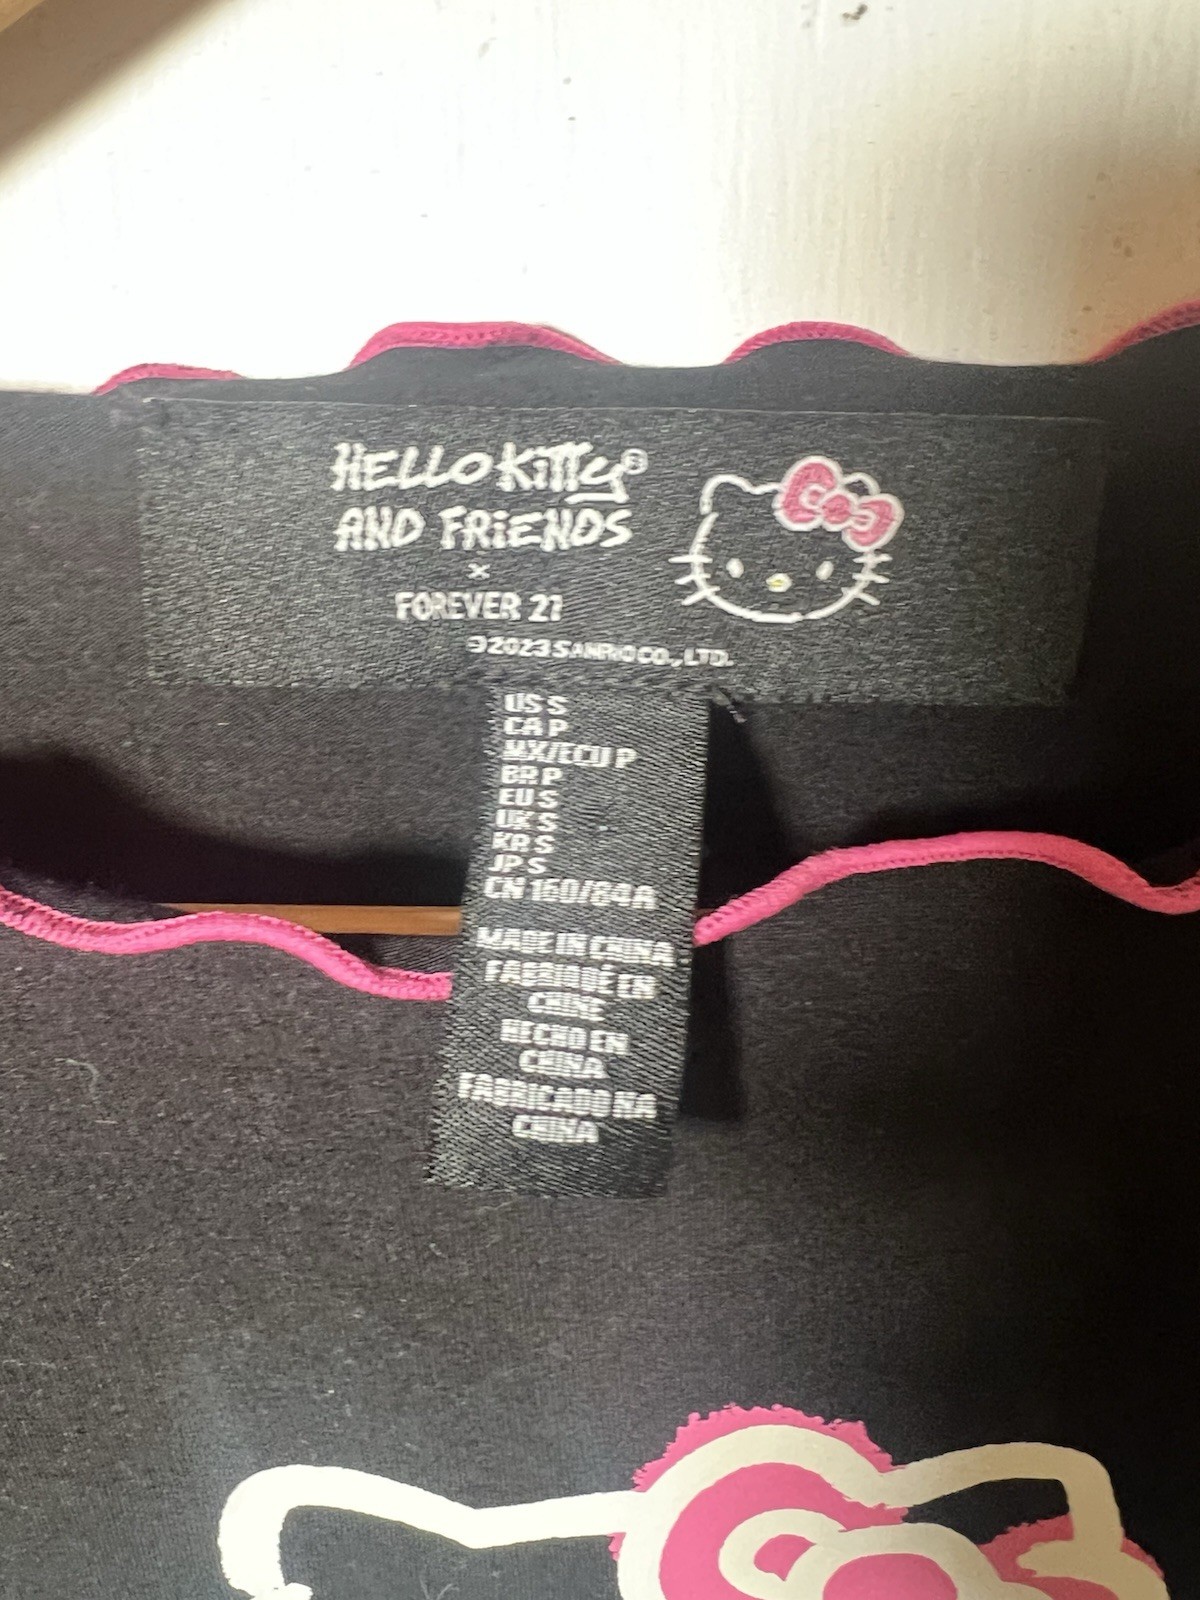 HELLO Kitty®
AND FRIENDS
×
FOREVER 21
©2023 SANRIO CO., LTD.
US S
CA P
MX/ECU P
BR P
EU S
UK S
KR S
JP S
CN 160/84A
MADE IN CHINA
FABRIQUÉ EN
CHINE
HECHO EN
CHINA
FABRICADO NA
CHINA